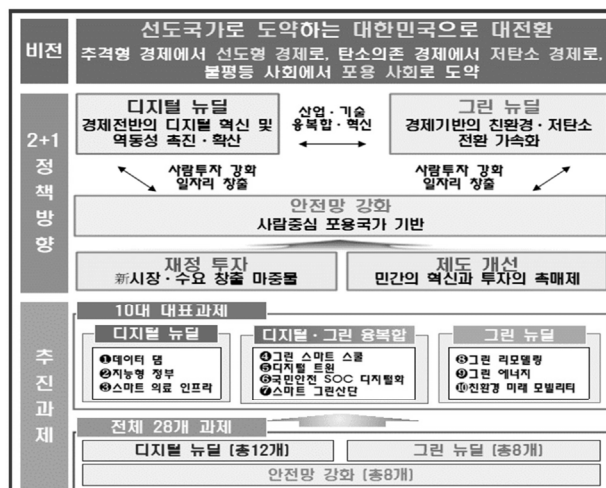 비전
선도국가로 도약하는 대한민국으로 대전환
추격형 경제에서 선도형 경제로, 탄소의존 경제에서 저탄소 경제로,
불평등 사회에서 포용 사회로 도약
2+1
정책방향
디지털 뉴딜
경제전반의 디지털 혁신 및
역동성 촉진·확산
산업·기술
융복합·혁신
그린 뉴딜
경제기반의 친환경·저탄소
전환 가속화
사람투자 강화
일자리 창출
사람투자 강화
일자리 창출
안전망 강화
사람중심 포용국가 기반
재정 투자
新시장·수요 창출 마중물
제도 개선
민간의 혁신과 투자의 촉매제
추진과제
10대 대표과제
디지털 뉴딜
❶데이터 댐
❷지능형 정부
❸스마트 의료 인프라
디지털·그린 융복합
❹그린 스마트 스쿨
❺디지털 트윈
❻국민안전 SOC 디지털화
❼스마트 그린산단
그린 뉴딜
❽그린 리모델링
❾그린 에너지
❿친환경 미래 모빌리티
전체 28개 과제
디지털 뉴딜 (총12개)
그린 뉴딜 (총8개)
안전망 강화 (총8개)